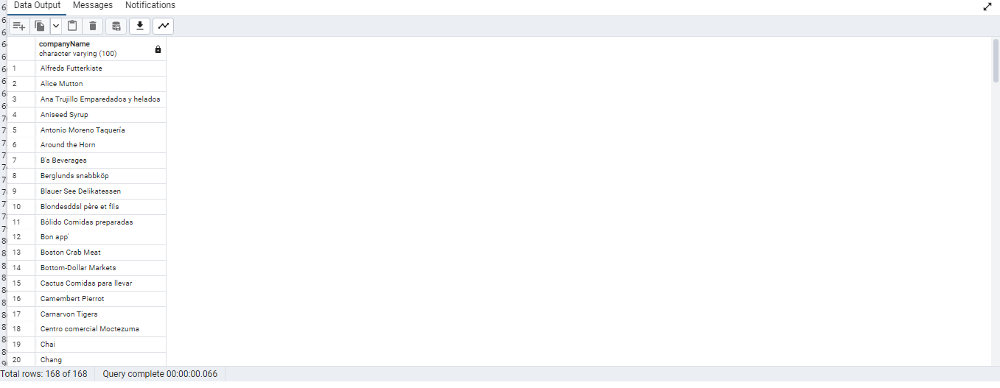 Data Output Messages Notifications
companyName
character varying (100)
1 Alfreds Futterkiste
2 Alice Mutton
3 Ana Trujillo Emparedados y helados
4 Aniseed Syrup
5 Antonio Moreno Taquería
6 Around the Horn
7 B's Beverages
8 Berglunds snabbköp
9 Blauer See Delikatessen
10 Blondesddsl père et fils
11 Bólido Comidas preparadas
12 Bon app'
13 Boston Crab Meat
14 Bottom-Dollar Markets
15 Cactus Comidas para llevar
16 Camembert Pierrot
17 Carnarvon Tigers
18 Centro comercial Moctezuma
19 Chai
20 Chang
Total rows: 168 of 168 Query complete 00:00:00.066